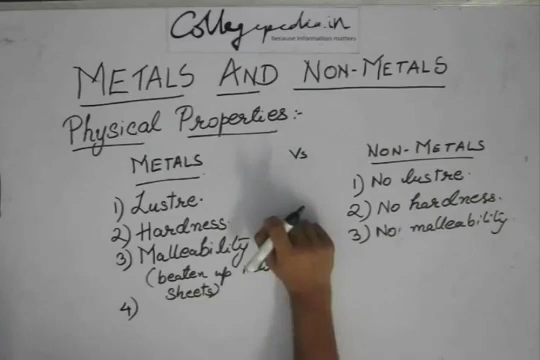 Collegepedia.in
because information matters
METALS AND NON-METALS
Physical Properties:-
METALS Vs NON-METALS
1) Lustre.
2) Hardness.
3) Malleability
(beaten up
sheets)
4)
1) No lustre.
2) No hardness.
3) No malleability.